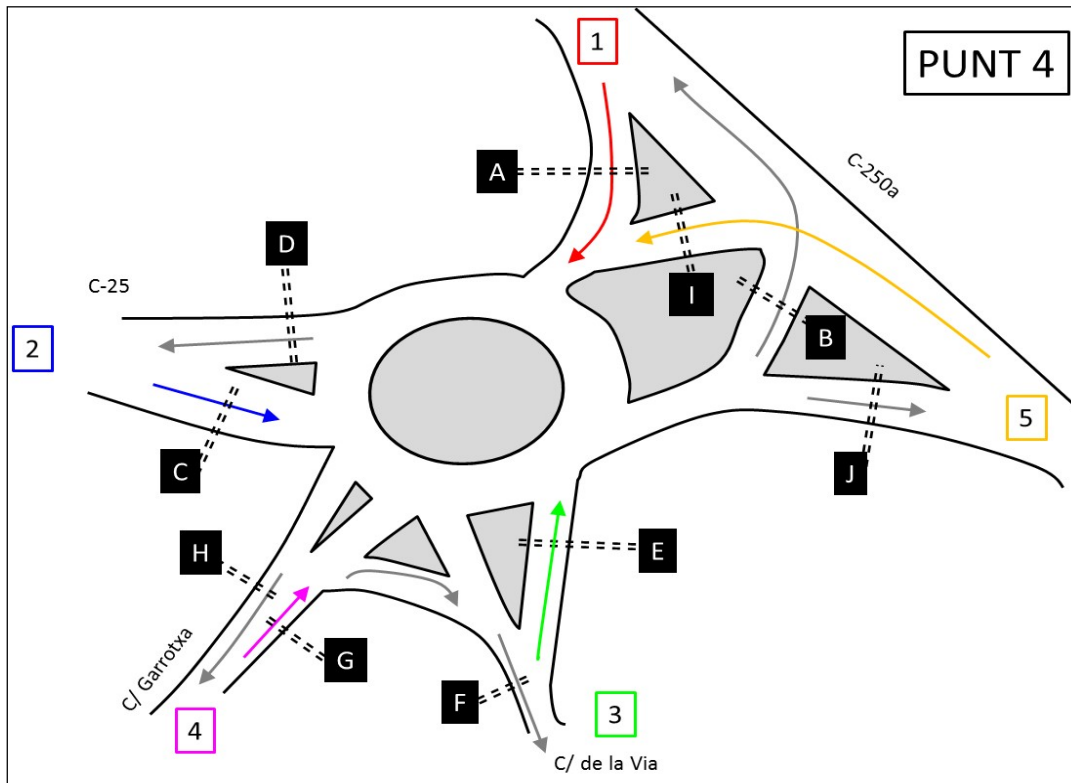 1
PUNT 4
C-250a
A
D
C-25
I
2
B
5
C
J
H
E
G
C/ Garrotxa
F
4
3
C/ de la Via